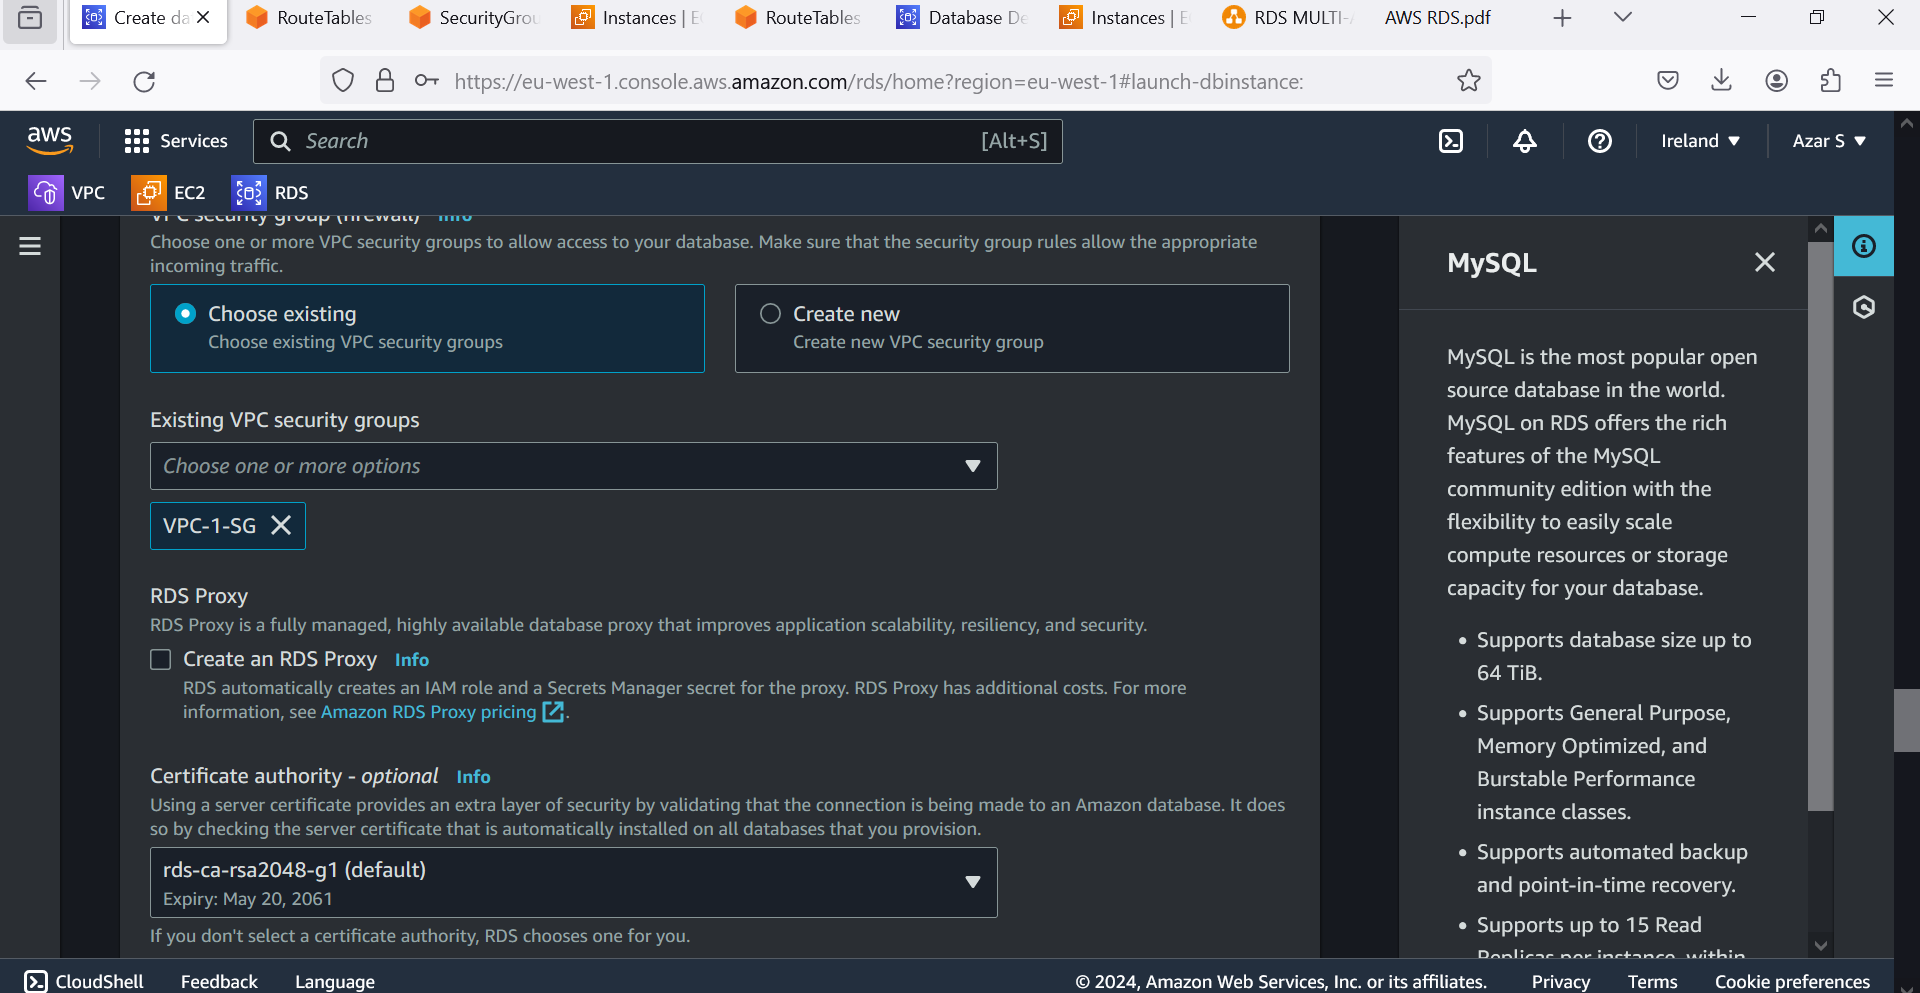 Create da
RouteTables
SecurityGrou
Instances | E
RouteTables
Database De
Instances | E
RDS MULTI-A
AWS RDS.pdf
https://eu-west-1.console.aws.amazon.com/rds/home?region=eu-west-1#launch-dbinstance:
aws
Services
Search
[Alt+S]
Ireland
Azar S
VPC
EC2
RDS
VPC security group (firewall) Info
Choose one or more VPC security groups to allow access to your database. Make sure that the security group rules allow the appropriate
incoming traffic.
Choose existing
Choose existing VPC security groups
Create new
Create new VPC security group
Existing VPC security groups
Choose one or more options
VPC-1-SG
RDS Proxy
RDS Proxy is a fully managed, highly available database proxy that improves application scalability, resiliency, and security.
Create an RDS Proxy Info
RDS automatically creates an IAM role and a Secrets Manager secret for the proxy. RDS Proxy has additional costs. For more
information, see Amazon RDS Proxy pricing.
Certificate authority - optional Info
Using a server certificate provides an extra layer of security by validating that the connection is being made to an Amazon database. It does
so by checking the server certificate that is automatically installed on all databases that you provision.
rds-ca-rsa2048-g1 (default)
Expiry: May 20, 2061
If you don't select a certificate authority, RDS chooses one for you.
MySQL
MySQL is the most popular open
source database in the world.
MySQL on RDS offers the rich
features of the MySQL
community edition with the
flexibility to easily scale
compute resources or storage
capacity for your database.
• Supports database size up to
64 TiB.
• Supports General Purpose,
Memory Optimized, and
Burstable Performance
instance classes.
• Supports automated backup
and point-in-time recovery.
• Supports up to 15 Read
Replicas per instance, within
CloudShell
Feedback
Language
© 2024, Amazon Web Services, Inc. or its affiliates.
Privacy
Terms
Cookie preferences